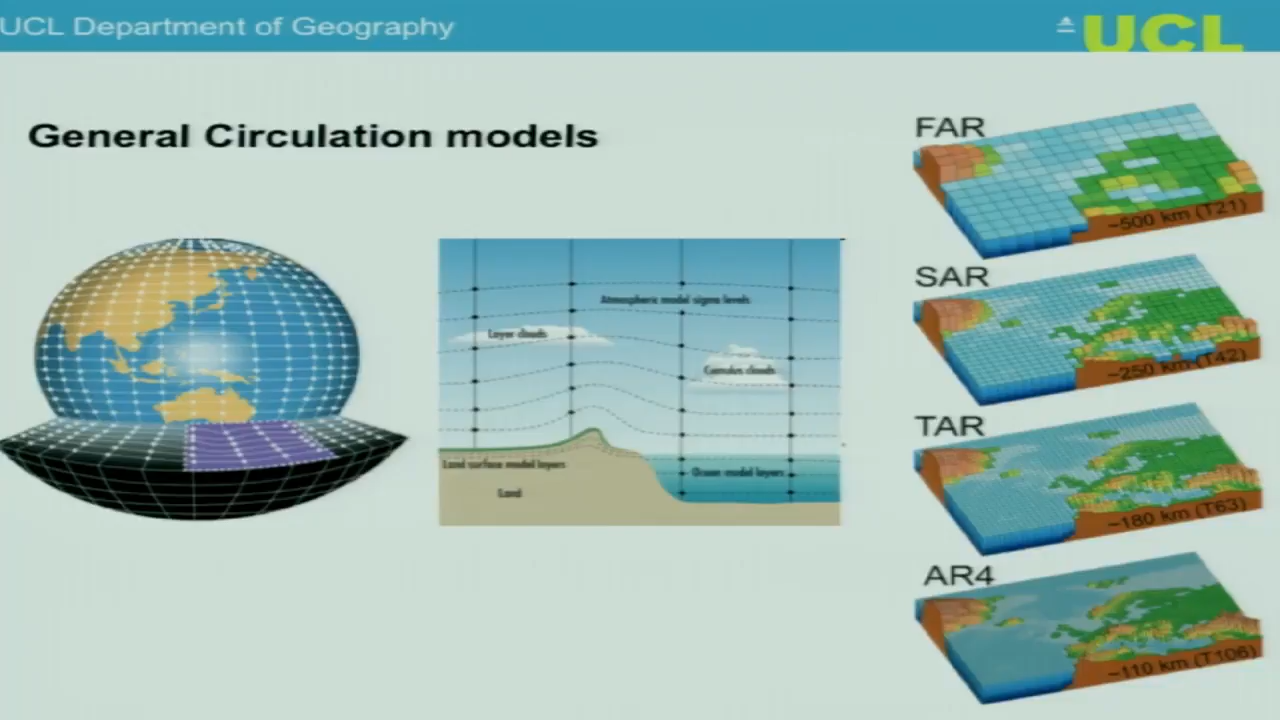 UCL Department of Geography
UCL
General Circulation models
FAR
~500 km (T21)
SAR
~250 km (T42)
TAR
~180 km (T63)
AR4
~110 km (T106)
Atmospheric model sigma levels
Layer clouds
Cumulus clouds
Land surface model layers
Ocean model layers
Land